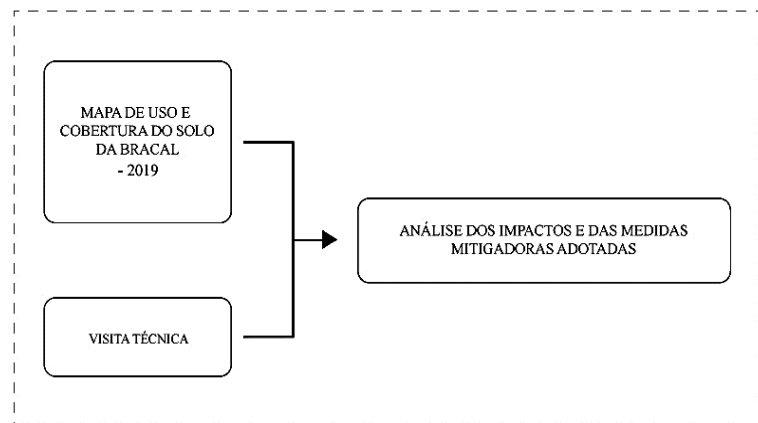 MAPA DE USO E
COBERTURA DO SOLO
DA BRACAL
- 2019
ANÁLISE DOS IMPACTOS E DAS MEDIDAS
MITIGADORAS ADOTADAS
VISITA TÉCNICA